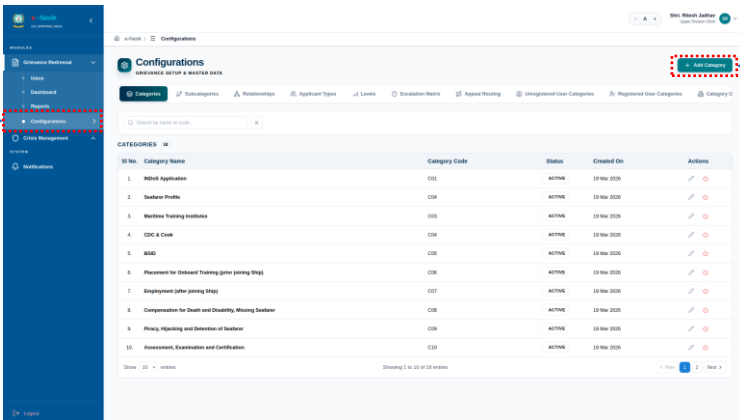 e-Navik
- A +
Shri. Ritesh Jadhav
Upper Division Clerk
e-Navik / Configurations
MODULES
Grievance Redressal
Inbox
Dashboard
Reports
Configurations
Crisis Management
SYSTEM
Notifications
Logout
Configurations
GRIEVANCE SETUP & MASTER DATA
+ Add Category
Categories Subcategories Relationships Applicant Types Levels Escalation Matrix Appeal Routing Unregistered User Categories Registered User Categories Category C
Search by name or code...
CATEGORIES 18
Sl No. Category Name Category Code Status Created On Actions
1. INDoS Application C01 ACTIVE 19 Mar 2026
2. Seafarer Profile C04 ACTIVE 19 Mar 2026
3. Maritime Training Institutes C03 ACTIVE 19 Mar 2026
4. CDC & Cook C04 ACTIVE 19 Mar 2026
5. BSID C05 ACTIVE 19 Mar 2026
6. Placement for Onboard Training (prior joining Ship) C06 ACTIVE 19 Mar 2026
7. Employment (after joining Ship) C07 ACTIVE 19 Mar 2026
8. Compensation for Death and Disability, Missing Seafarer C08 ACTIVE 19 Mar 2026
9. Piracy, Hijacking and Detention of Seafarer C09 ACTIVE 19 Mar 2026
10. Assessment, Examination and Certification C10 ACTIVE 19 Mar 2026
Show 10 entries
Showing 1 to 10 of 18 entries
< Prev 1 2 Next >